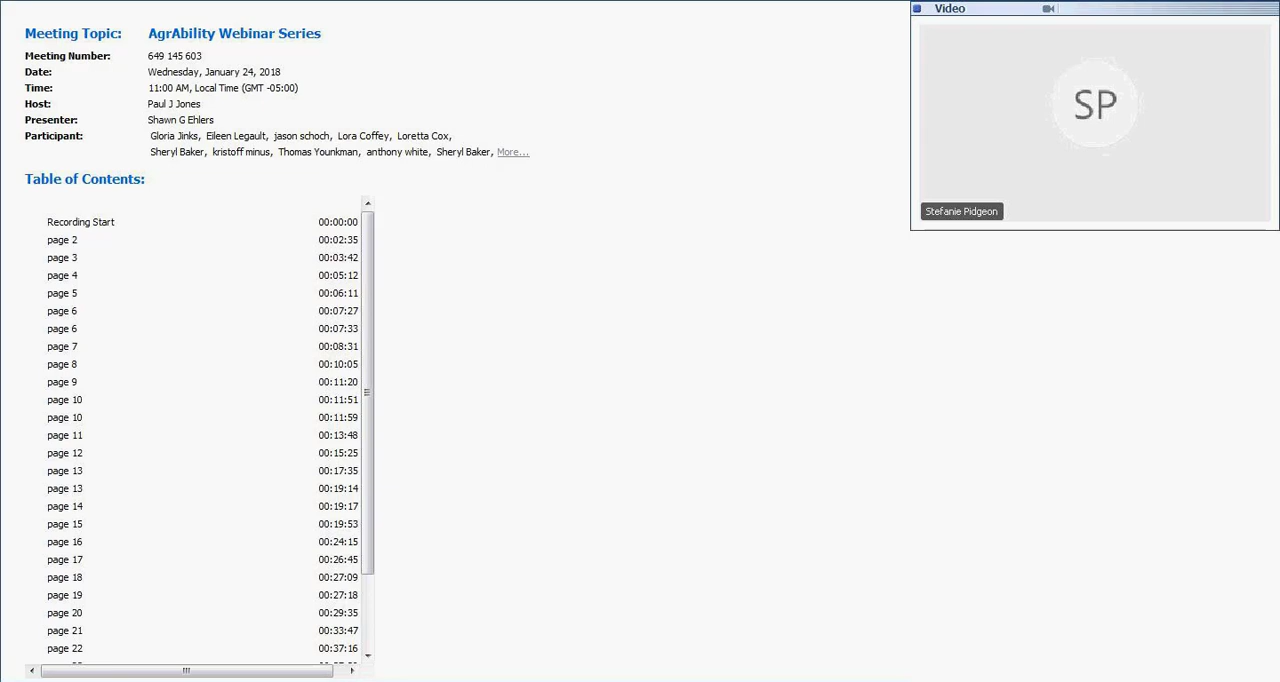 Meeting Topic: AgrAbility Webinar Series
Meeting Number: 649 145 603
Date: Wednesday, January 24, 2018
Time: 11:00 AM, Local Time (GMT -05:00)
Host: Paul J Jones
Presenter: Shawn G Ehlers
Participant: Gloria Jinks, Eileen Legault, jason schoch, Lora Coffey, Loretta Cox,
Sheryl Baker, kristoff minus, Thomas Younkman, anthony white, Sheryl Baker, More...
Table of Contents:
Recording Start 00:00:00
page 2 00:02:35
page 3 00:03:42
page 4 00:05:12
page 5 00:06:11
page 6 00:07:27
page 6 00:07:33
page 7 00:08:31
page 8 00:10:05
page 9 00:11:20
page 10 00:11:51
page 10 00:11:59
page 11 00:13:48
page 12 00:15:25
page 13 00:17:35
page 13 00:19:14
page 14 00:19:17
page 15 00:19:53
page 16 00:24:15
page 17 00:26:45
page 18 00:27:09
page 19 00:27:18
page 20 00:29:35
page 21 00:33:47
page 22 00:37:16
Video
SP
Stefanie Pidgeon